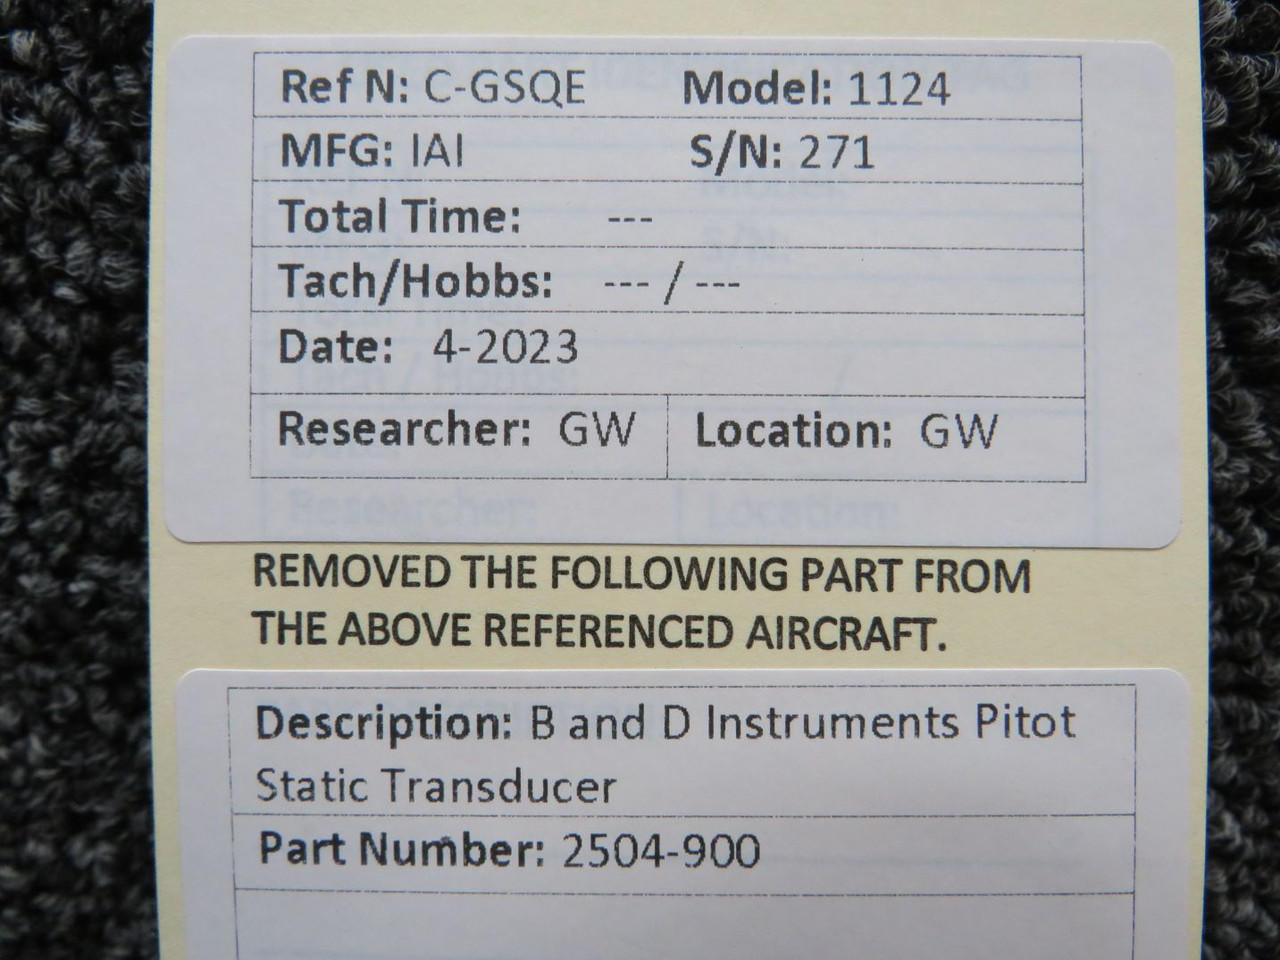 Ref N: C-GSQE Model: 1124
MFG: IAI S/N: 271
Total Time: ---
Tach/Hobbs: --- / ---
Date: 4-2023
Researcher: GW Location: GW
REMOVED THE FOLLOWING PART FROM
THE ABOVE REFERENCED AIRCRAFT.
Description: B and D Instruments Pitot
Static Transducer
Part Number: 2504-900